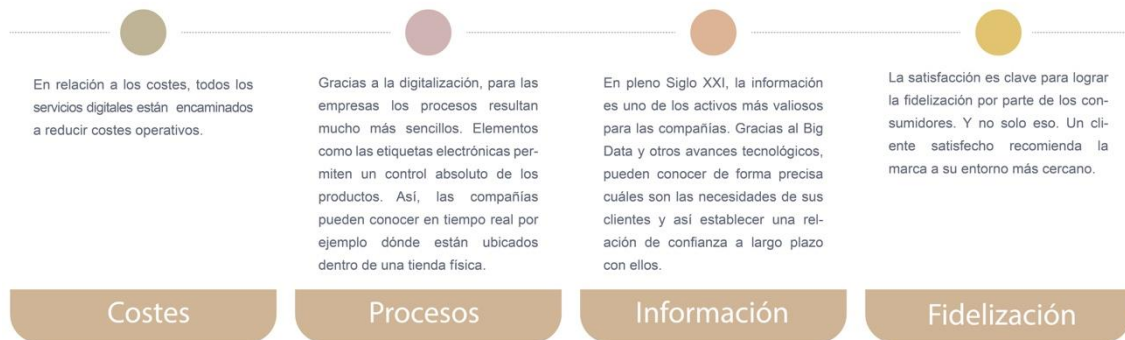 En relación a los costes, todos los
servicios digitales están encaminados
a reducir costes operativos.
Costes
Gracias a la digitalización, para las
empresas los procesos resultan
mucho más sencillos. Elementos
como las etiquetas electrónicas per-
miten un control absoluto de los
productos. Así, las compañías
pueden conocer en tiempo real por
ejemplo dónde están ubicados
dentro de una tienda física.
Procesos
En pleno Siglo XXI, la información
es uno de los activos más valiosos
para las compañías. Gracias al Big
Data y otros avances tecnológicos,
pueden conocer de forma precisa
cuáles son las necesidades de sus
clientes y así establecer una rel-
ación de confianza a largo plazo
con ellos.
Información
La satisfacción es clave para lograr
la fidelización por parte de los con-
sumidores. Y no solo eso. Un cli-
ente satisfecho recomienda la
marca a su entorno más cercano.
Fidelización